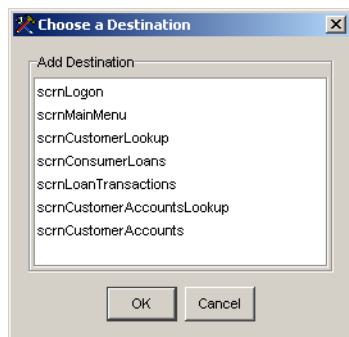 Choose a Destination
Add Destination
scrnLogon
scrnMainMenu
scrnCustomerLookup
scrnConsumerLoans
scrnLoanTransactions
scrnCustomerAccountsLookup
scrnCustomerAccounts
OK Cancel